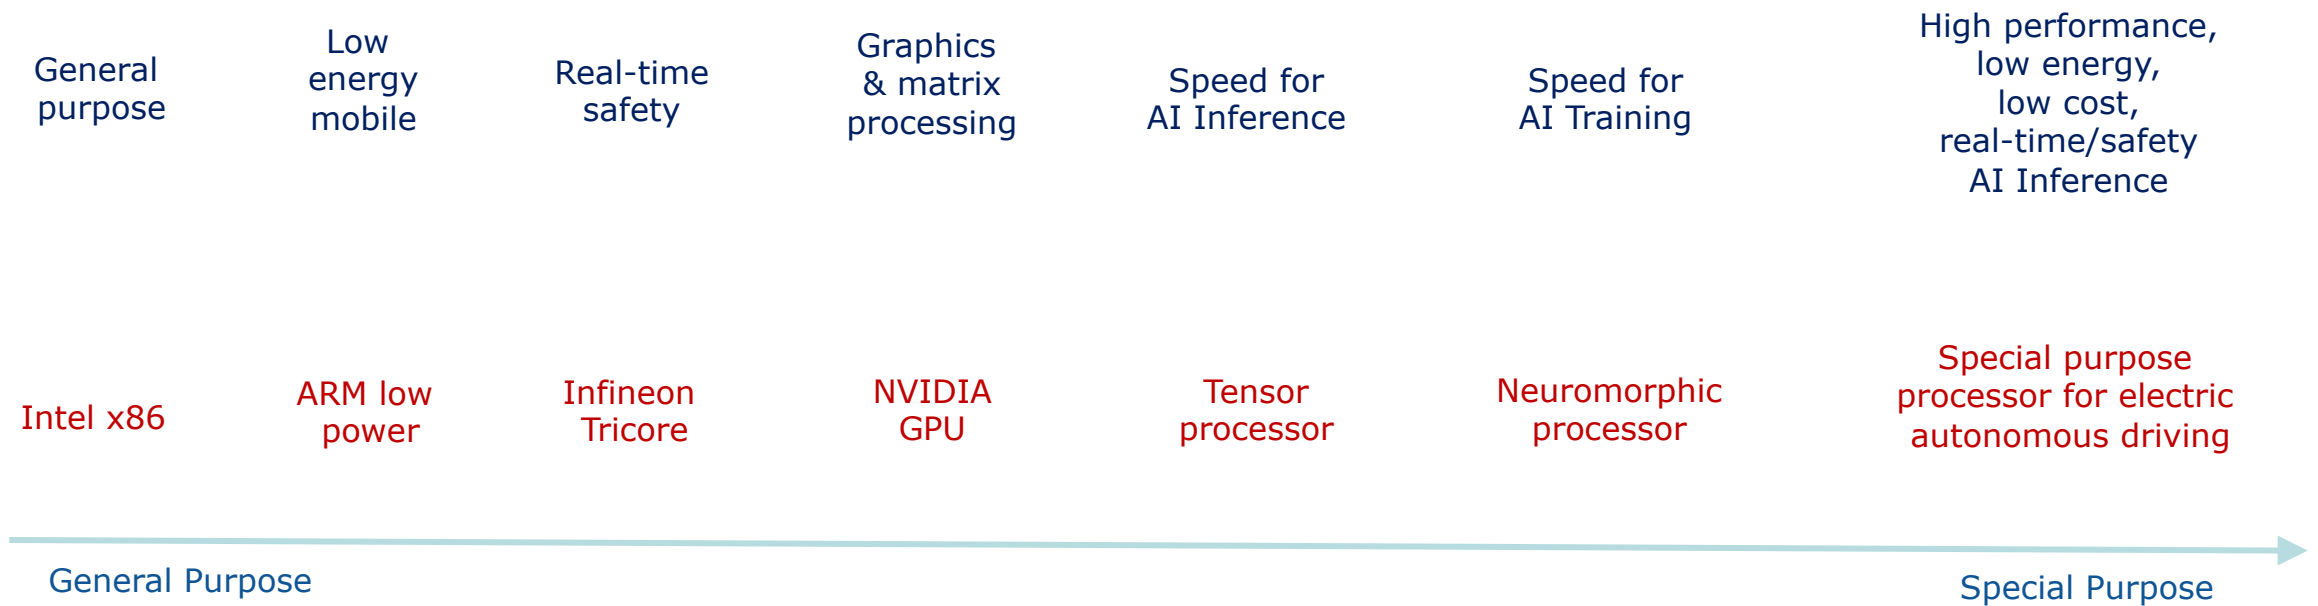 General
purpose
Low
energy
mobile
Real-time
safety
Graphics
& matrix
processing
Speed for
AI Inference
Speed for
AI Training
High performance,
low energy,
low cost,
real-time/safety
AI Inference
Intel x86
ARM low
power
Infineon
Tricore
NVIDIA
GPU
Tensor
processor
Neuromorphic
processor
Special purpose
processor for electric
autonomous driving
General Purpose
Special Purpose